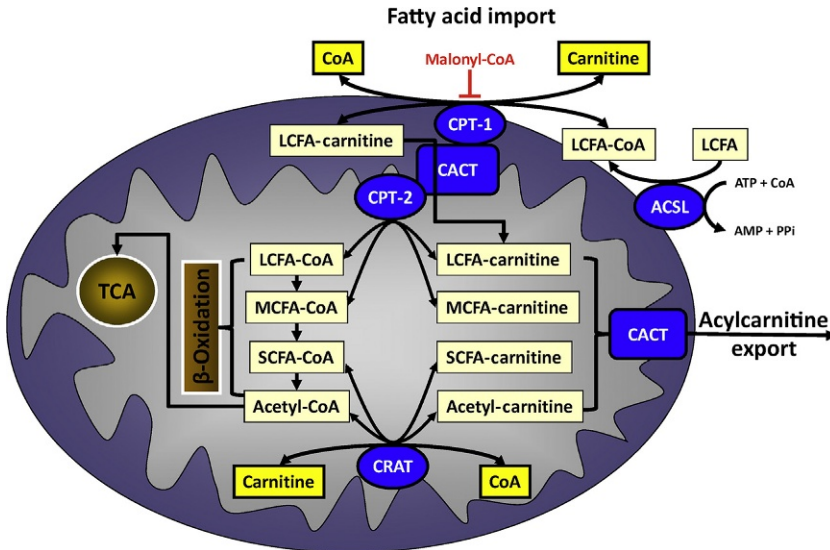 Fatty acid import
CoA
Malonyl-CoA
Carnitine
CPT-1
LCFA-carnitine
LCFA-CoA
LCFA
CACT
CPT-2
ACSL
ATP + CoA
AMP + PPi
TCA
β-Oxidation
LCFA-CoA
LCFA-carnitine
MCFA-CoA
MCFA-carnitine
SCFA-CoA
SCFA-carnitine
Acetyl-CoA
Acetyl-carnitine
CACT
Acylcarnitine
export
Carnitine
CRAT
CoA